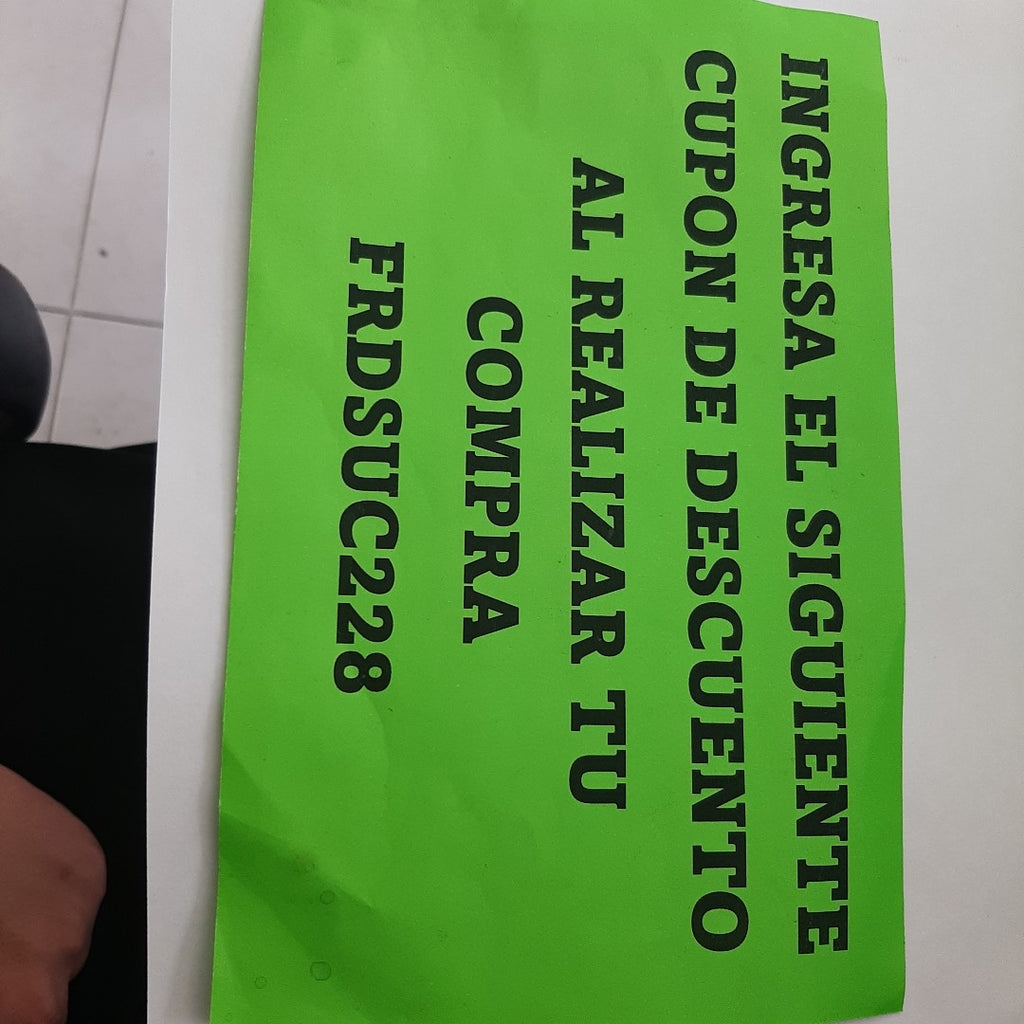 INGRESA EL SIGUIENTE
CUPON DE DESCUENTO
AL REALIZAR TU
COMPRA
FRDSUC228